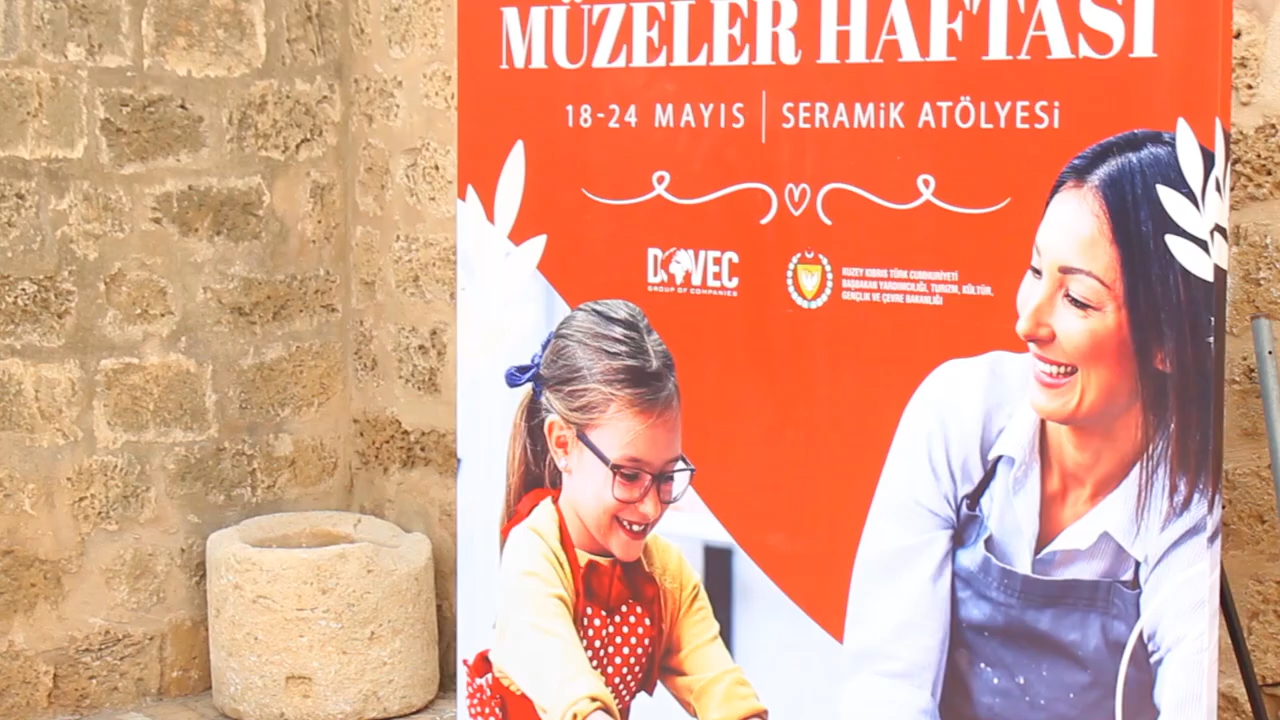 MÜZELER HAFTASI
18-24 MAYIS | SERAMiK ATÖLYESi
DOVEC
GROUP OF COMPANIES
KUZEY KIBRIS TÜRK CUMHURİYETİ
BAŞBAKAN YARDIMCILIĞI, TURİZM, KÜLTÜR,
GENÇLİK VE ÇEVRE BAKANLIĞI